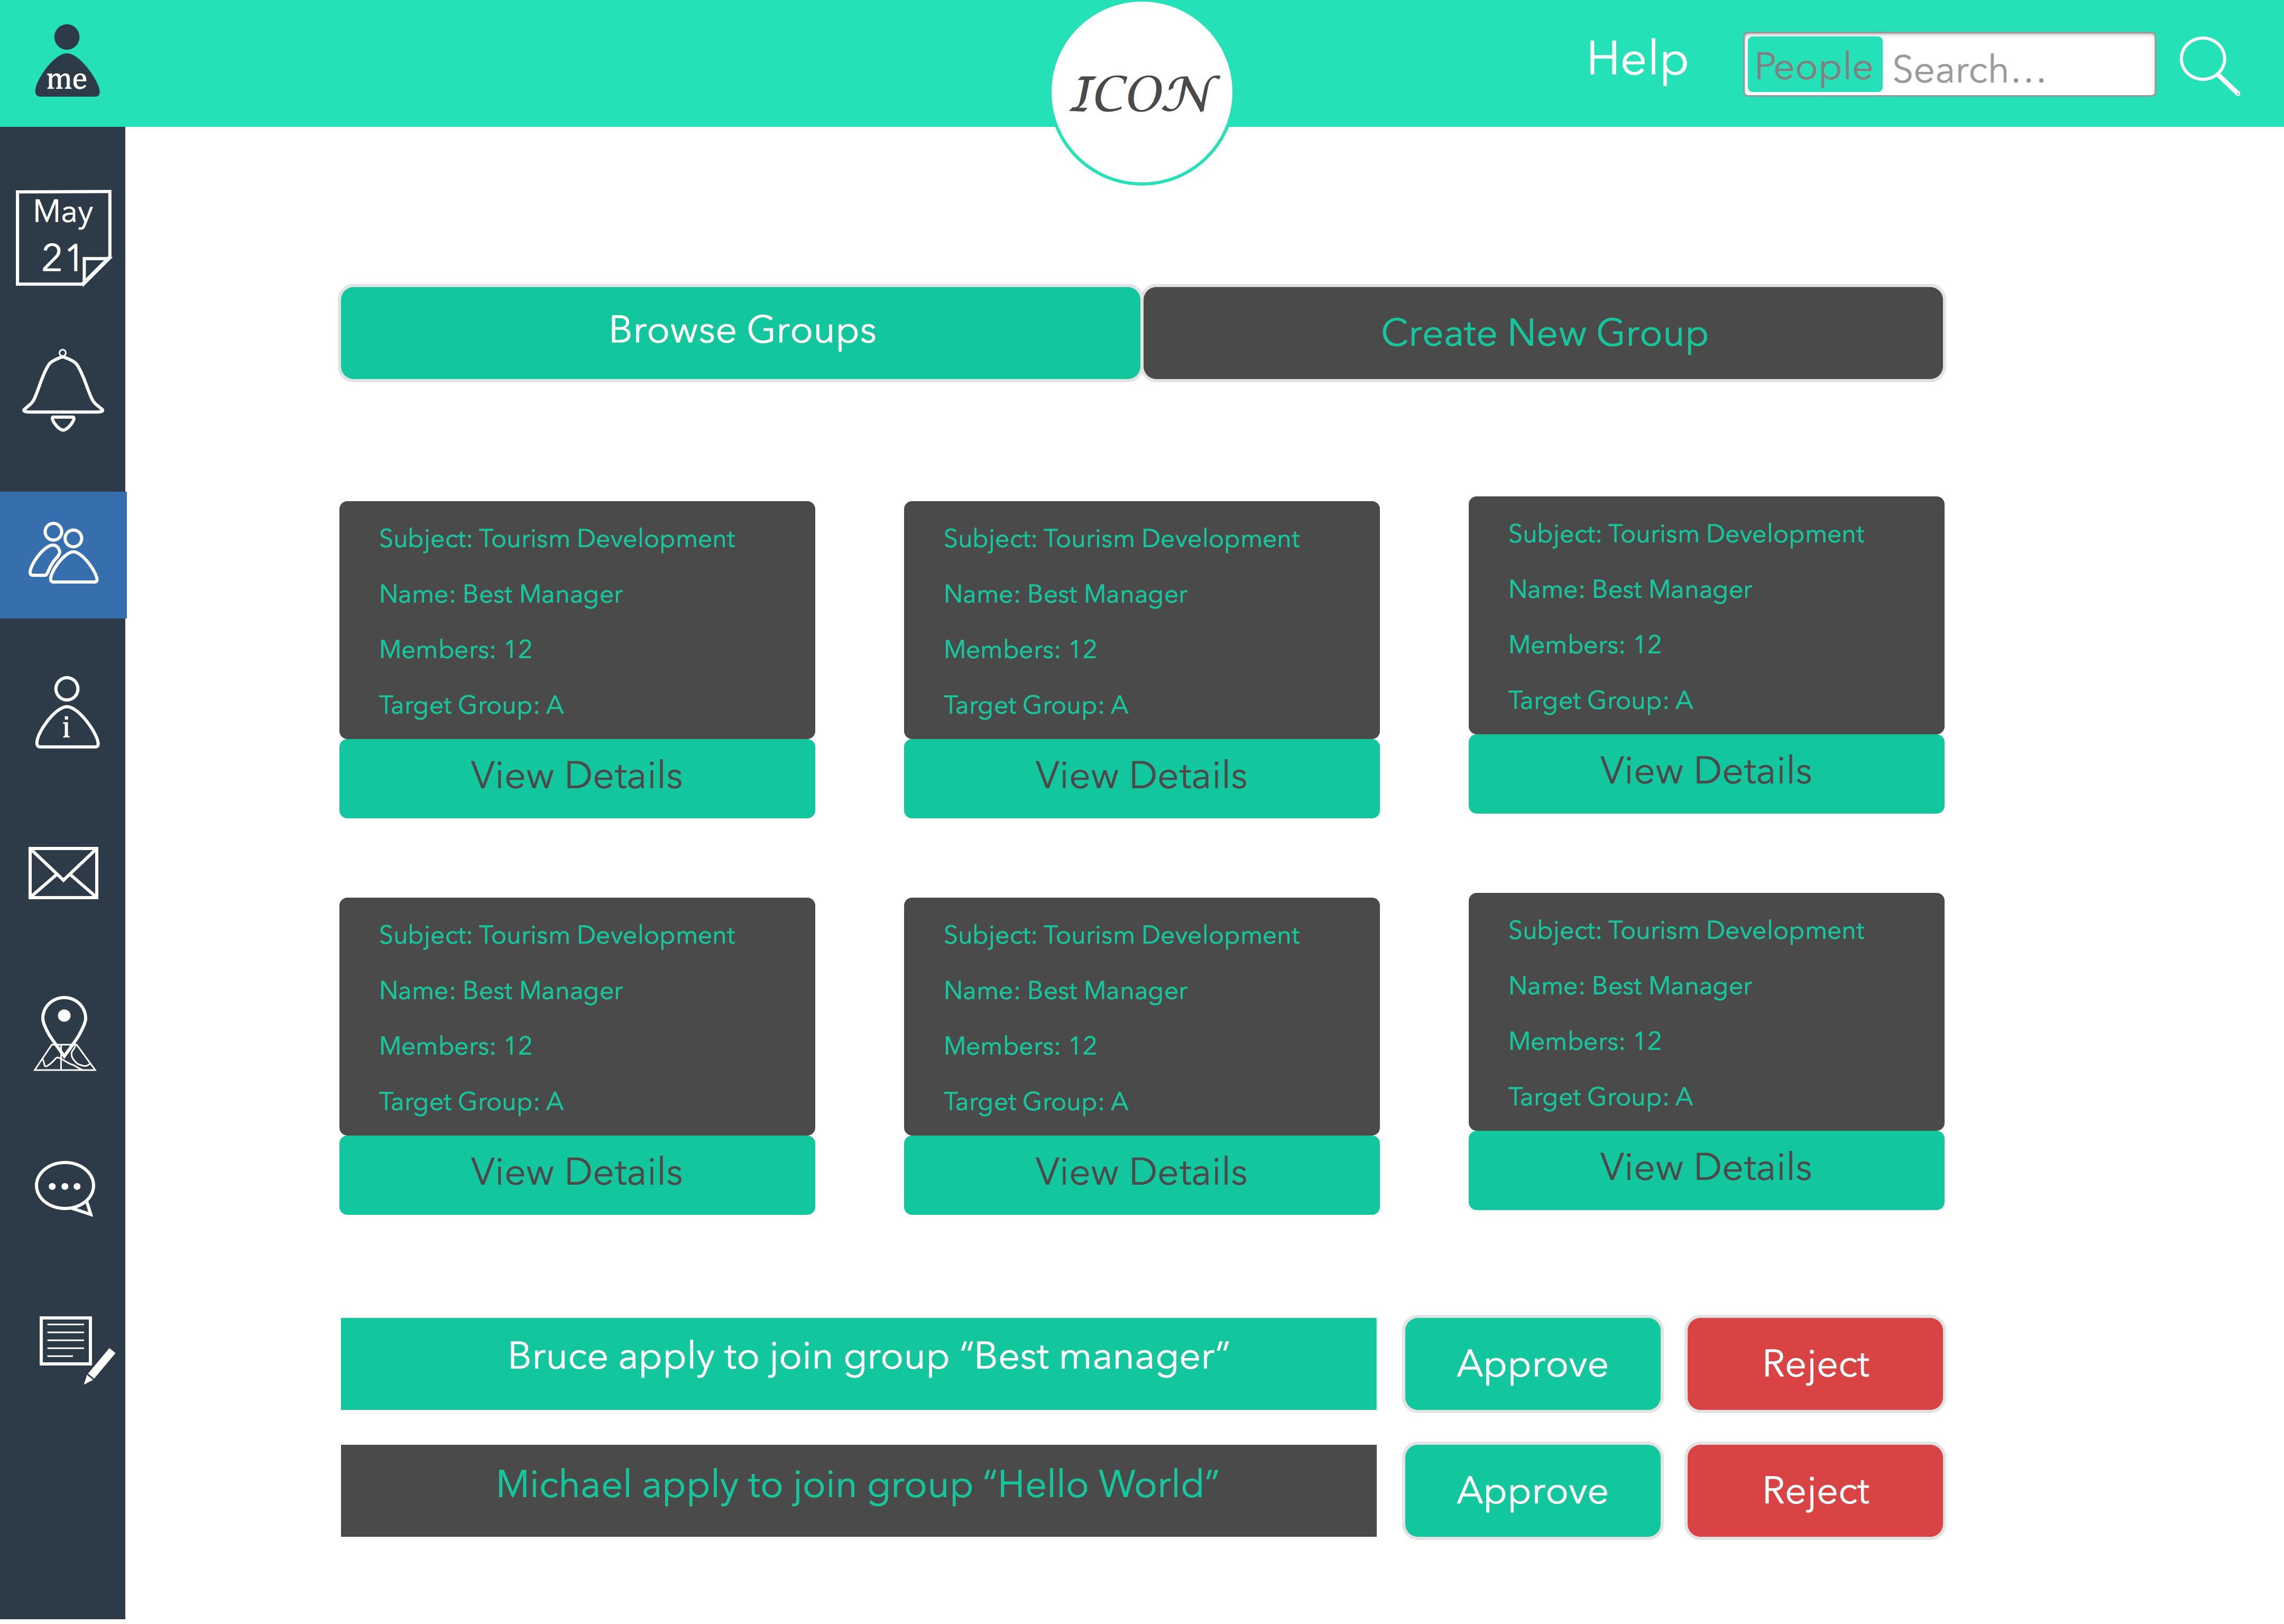 me
ICON
Help
People Search...
May
21
Browse Groups
Create New Group
Subject: Tourism Development
Name: Best Manager
Members: 12
Target Group: A
View Details
Subject: Tourism Development
Name: Best Manager
Members: 12
Target Group: A
View Details
Subject: Tourism Development
Name: Best Manager
Members: 12
Target Group: A
View Details
i
Subject: Tourism Development
Name: Best Manager
Members: 12
Target Group: A
View Details
Subject: Tourism Development
Name: Best Manager
Members: 12
Target Group: A
View Details
Subject: Tourism Development
Name: Best Manager
Members: 12
Target Group: A
View Details
Bruce apply to join group “Best manager”
Approve
Reject
Michael apply to join group “Hello World”
Approve
Reject